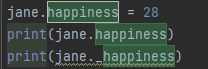 jane.happiness = 28
print(jane.happiness)
print(jane._happiness)